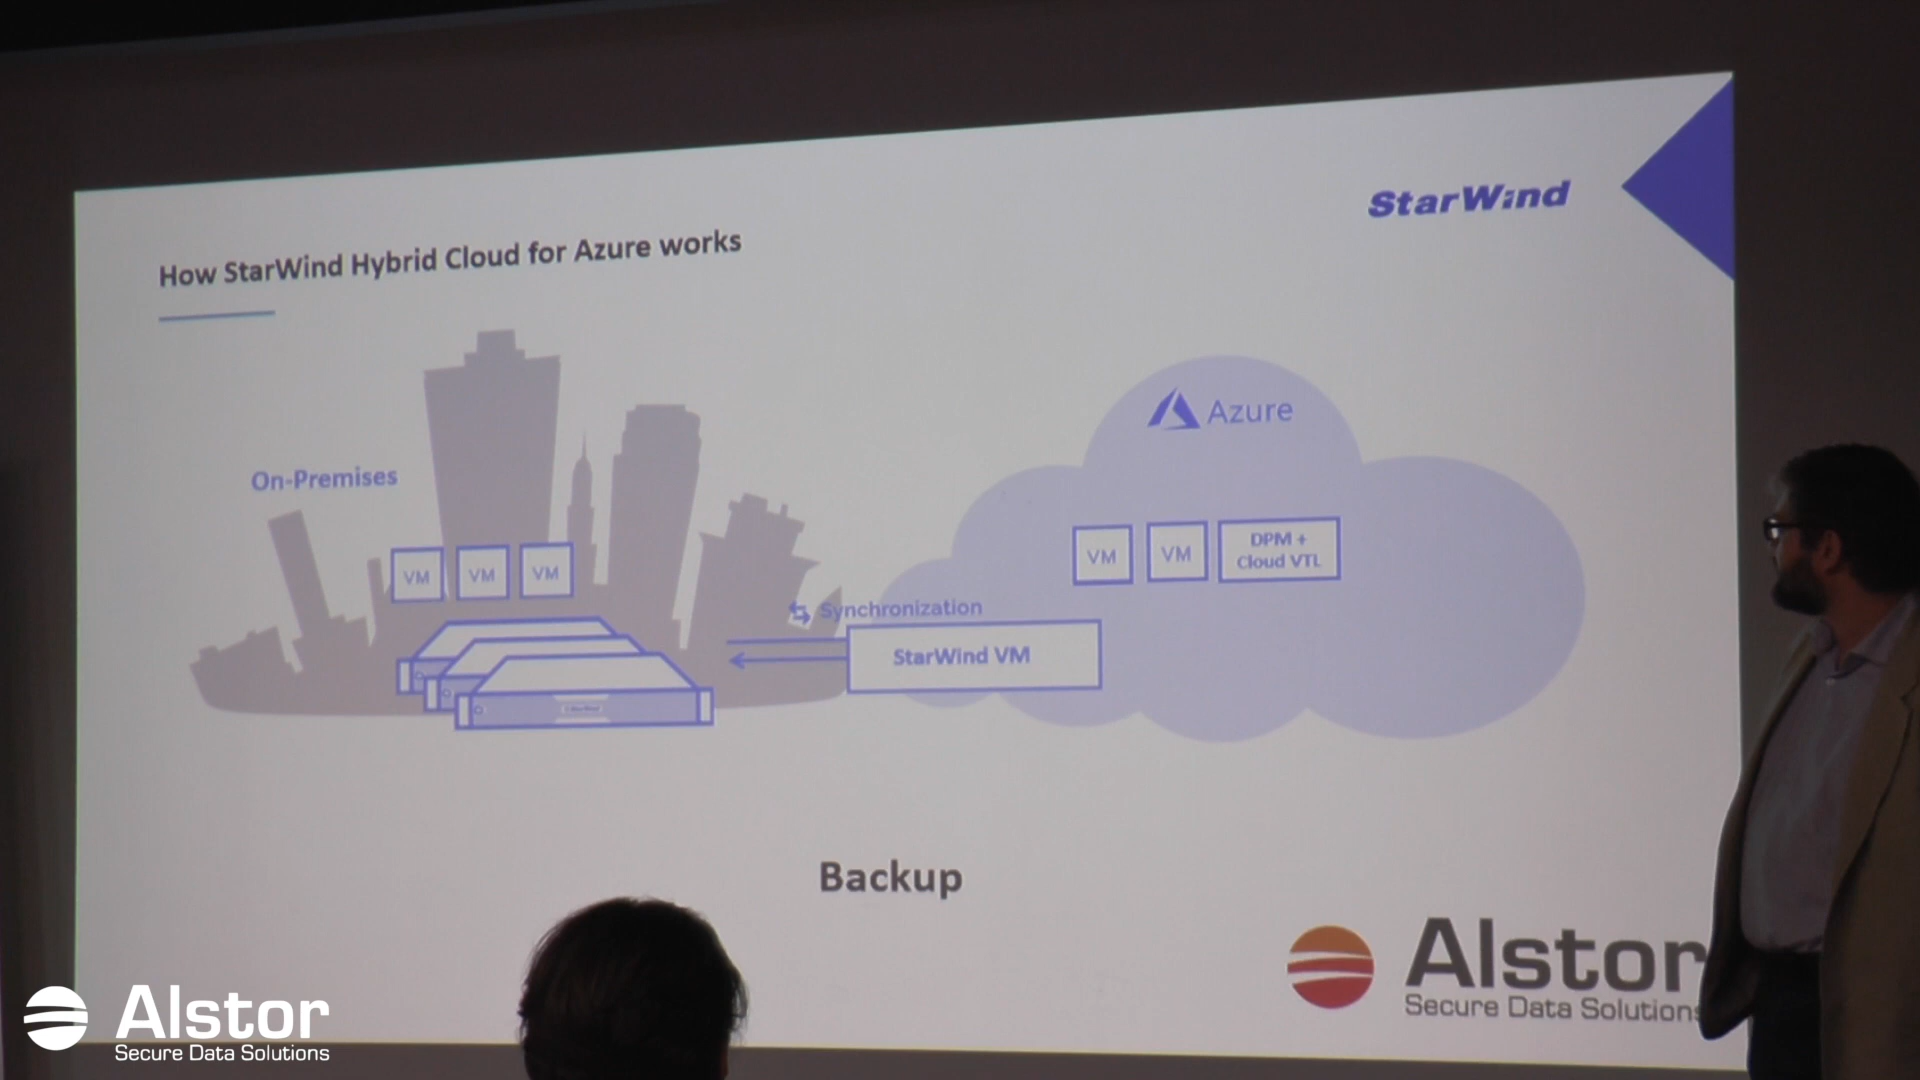 StarWind
How StarWind Hybrid Cloud for Azure works
Azure
On-Premises
VM
VM
VM
VM
VM
DPM +
Cloud VTL
Synchronization
StarWind VM
Backup
Alstor
Secure Data Solutions
Alstor
Secure Data Solutions